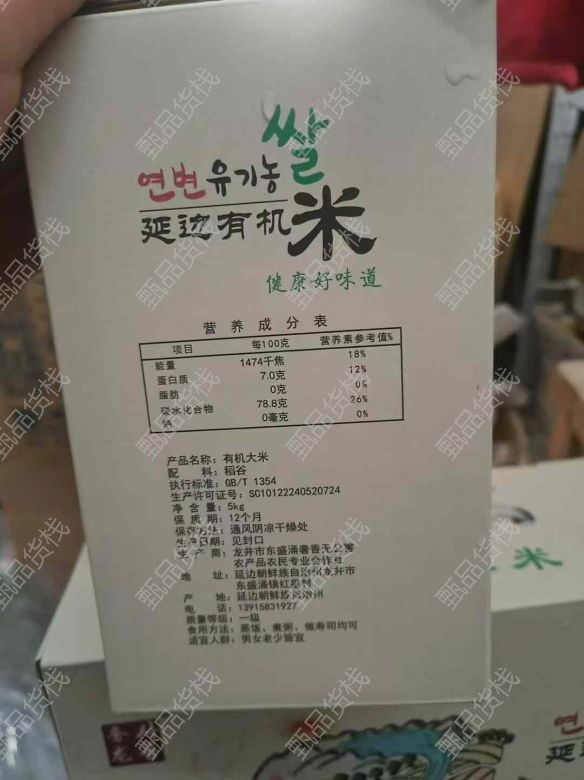 쌀
연변유기농
延边有机米
健康好味道
营养成分表
项目 每100克 营养素参考值%
能量 1474千焦 18%
蛋白质 7.0克 12%
脂肪 0克 0%
碳水化合物 78.8克 26%
钠 0毫克 0%
产品名称：有机大米
配 料：稻谷
执行标准：GB/T 1354
生产许可证号：SC10122240520724
净 含 量：5kg
保 质 期：12个月
保存方法：通风阴凉干燥处
生产日期：见封口
生 产 商：龙井市东盛涌薯香无公害
农产品农民专业合作社
地 址：延边朝鲜族自治州龙井市
东盛涌镇红星村
产 地：延边朝鲜族自治州
电 话：13915831927
质量等级：一级
食用方法：蒸饭、煮粥、做寿司均可
适宜人群：男女老少皆宜
米
연
延
甄品货栈